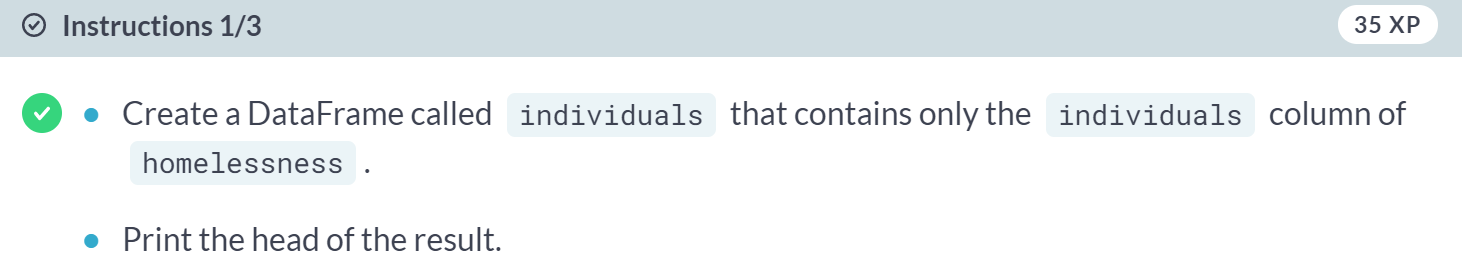 Instructions 1/3
35 XP
Create a DataFrame called individuals that contains only the individuals column of
homelessness .
Print the head of the result.